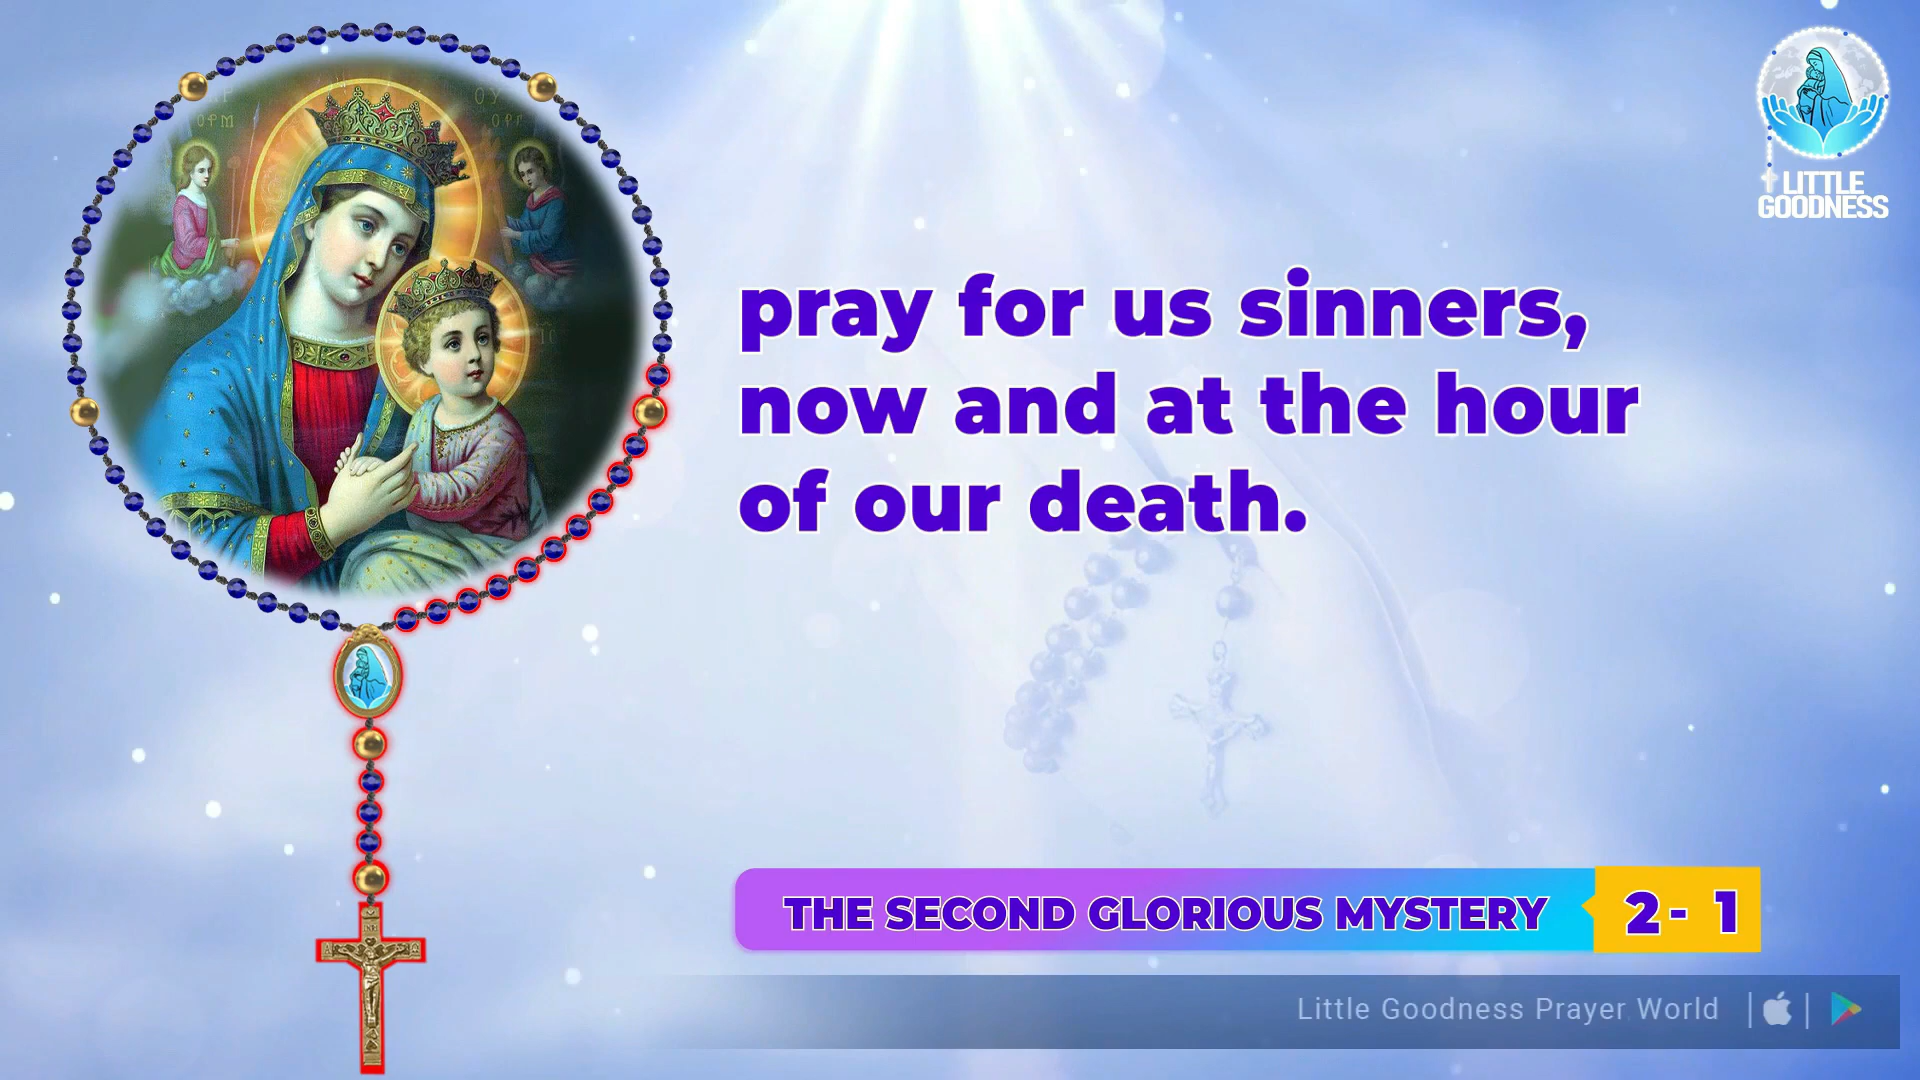 pray for us sinners,
now and at the hour
of our death.
THE SECOND GLORIOUS MYSTERY
2 - 1
LITTLE
GOODNESS
Little Goodness Prayer World